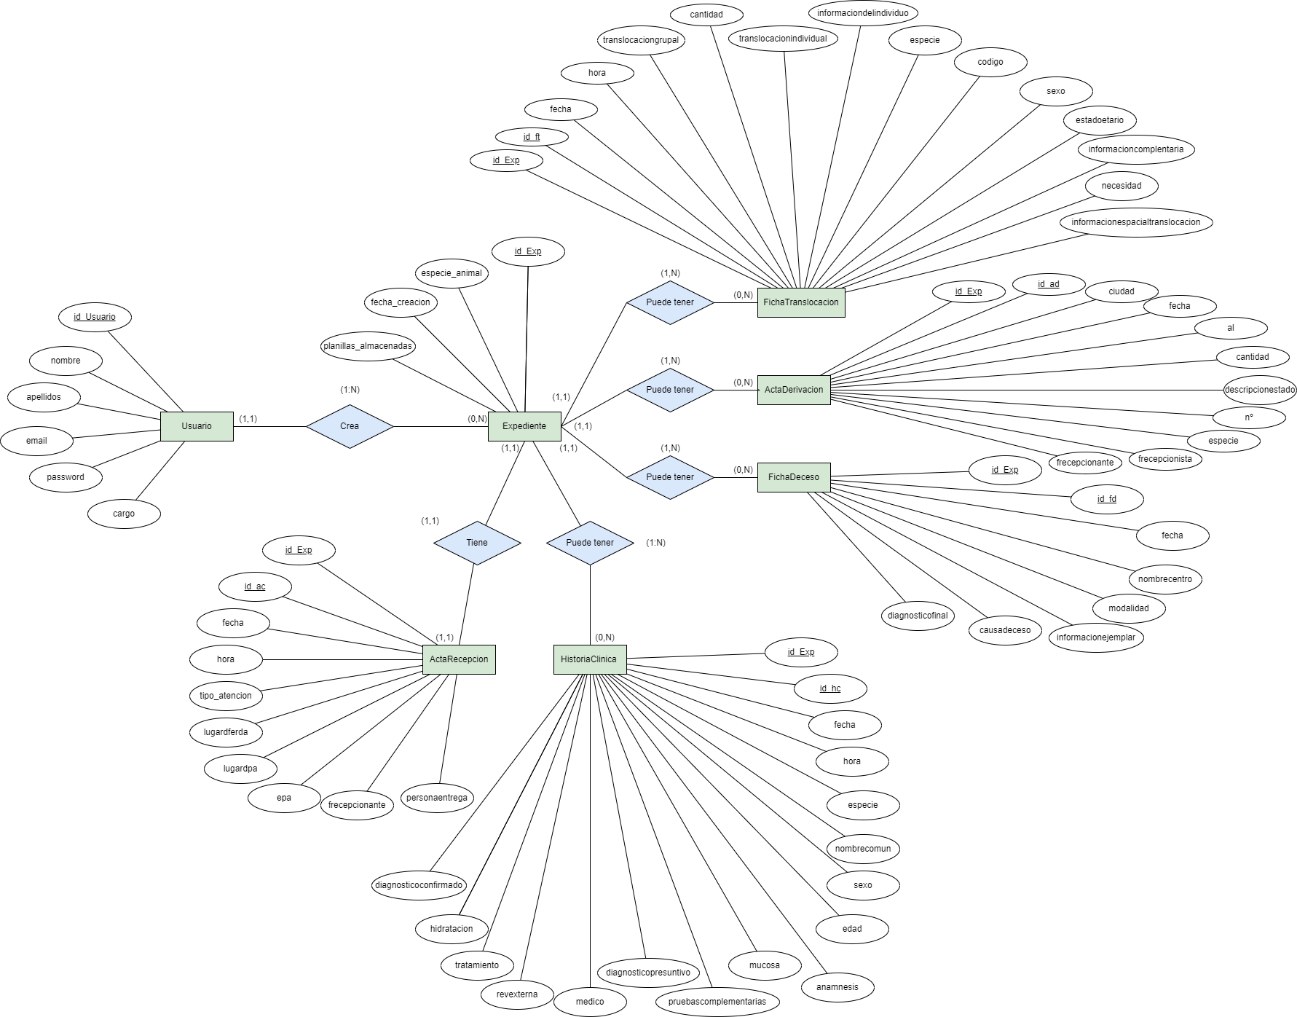 cantidad
informaciondelindividuo
translocaciongrupal
translocacionindividual
especie
codigo
hora
sexo
fecha
estadoetario
id_ft
informacioncomplentaria
id_Exp
necesidad
informacionespacialtranslocacion
id_Exp
especie_animal
fecha_creacion
planillas_almacenadas
(1,N)
Puede tener
(0,N)
FichaTranslocacion
id_Exp
id_ad
ciudad
fecha
al
cantidad
descripcionestado
nº
especie
frecepcionista
frecepcionante
id_Usuario
nombre
apellidos
email
password
cargo
Usuario
(1,1)
(1:N)
Crea
(0,N)
Expediente
(1,1)
(1,1)
(1,1)
(1,1)
(1,N)
Puede tener
(0,N)
ActaDerivacion
(1,N)
Puede tener
(0,N)
FichaDeceso
id_Exp
id_fd
fecha
nombrecentro
modalidad
informacionejemplar
causadeceso
diagnosticofinal
(1,1)
Tiene
Puede tener
(1:N)
id_Exp
id_ac
fecha
hora
tipo_atencion
lugardferda
lugardpa
epa
frecepcionante
personaentrega
(1,1)
ActaRecepcion
(0,N)
HistoriaClinica
id_Exp
id_hc
fecha
hora
especie
nombrecomun
sexo
edad
anamnesis
mucosa
pruebascomplementarias
diagnosticopresuntivo
medico
revexterna
tratamiento
hidratacion
diagnosticoconfirmado